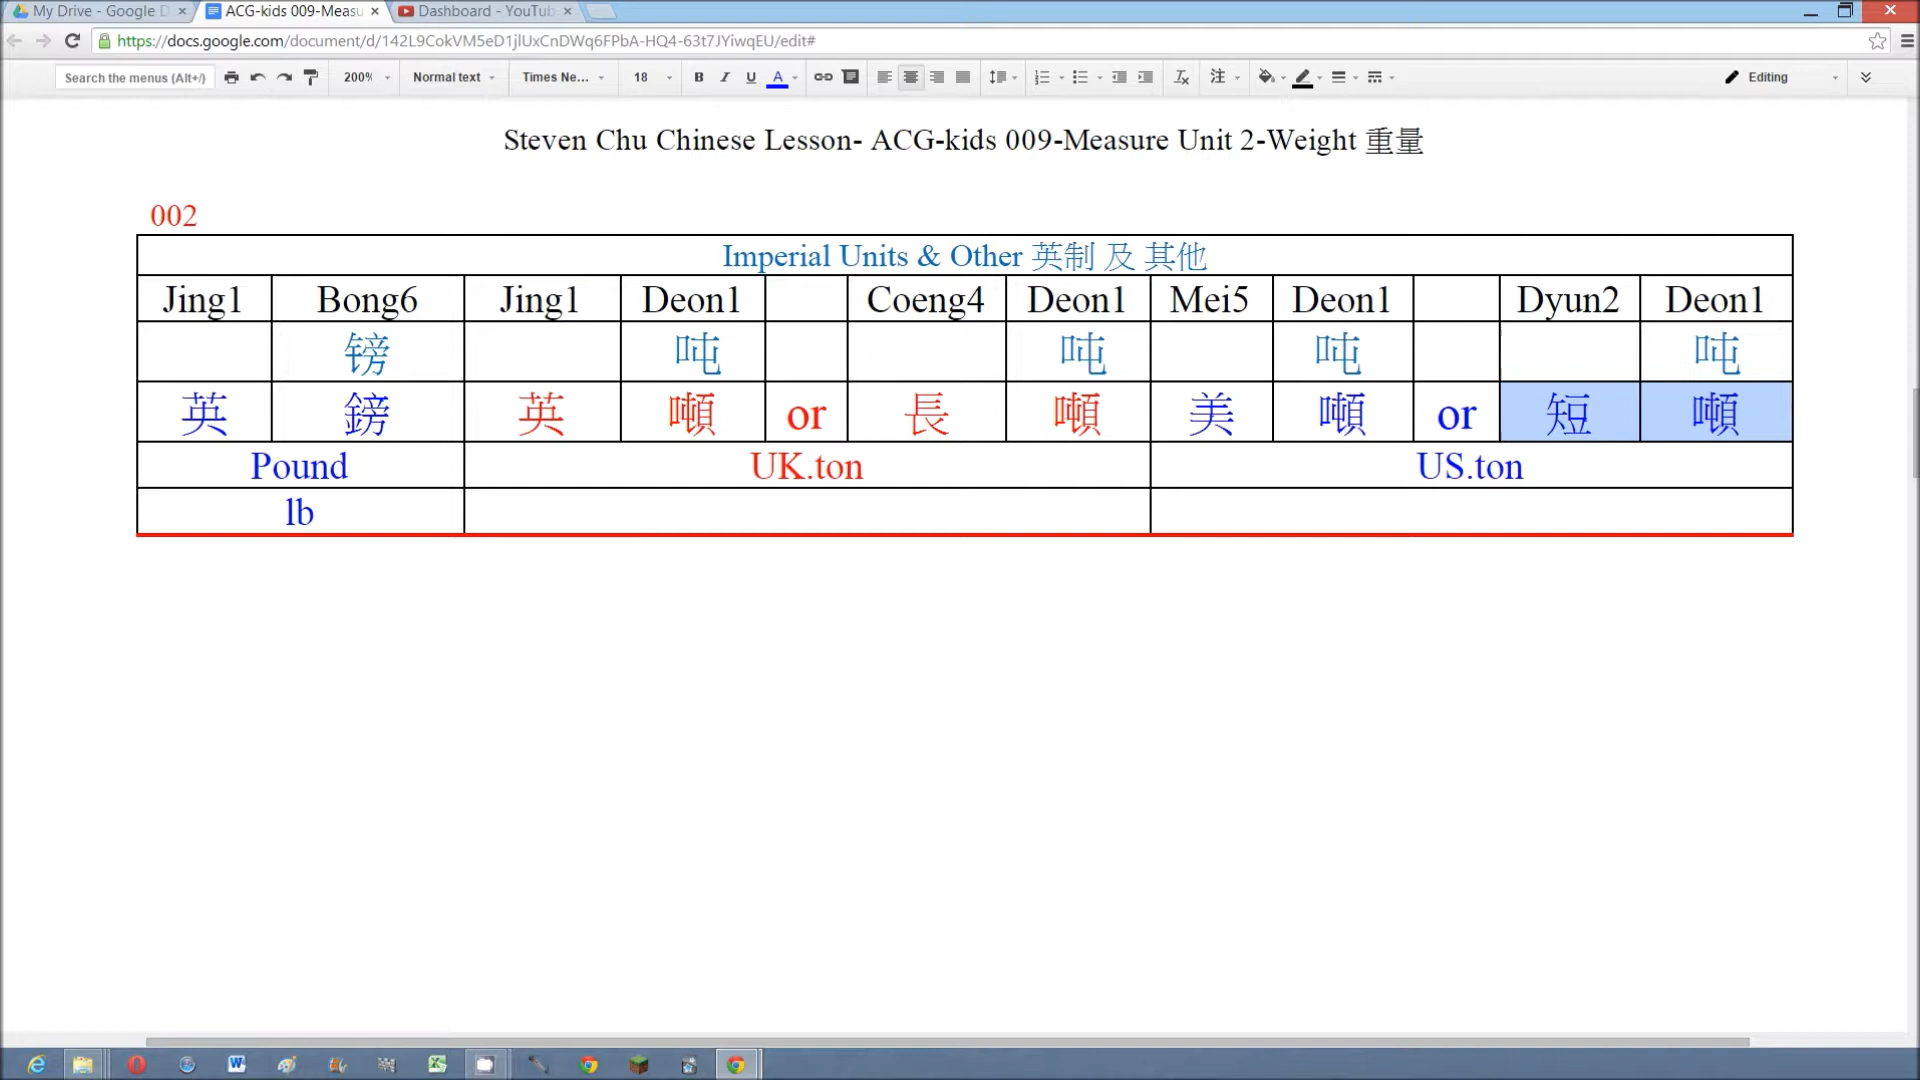 My Drive - Google D
ACG-kids 009-Measu
Dashboard - YouTub
https://docs.google.com/document/d/142L9CokVM5eD1jlUxCnDWq6FPbA-HQ4-63t7JYiwqEU/edit#
Search the menus (Alt+/) 200% Normal text Times Ne... 18 B I U A 注 Editing
Steven Chu Chinese Lesson- ACG-kids 009-Measure Unit 2-Weight 重量
002
Imperial Units & Other 英制 及 其他
Jing1 Bong6 Jing1 Deon1 Coeng4 Deon1 Mei5 Deon1 Dyun2 Deon1
镑 吨 吨 吨 吨
英 鎊 英 噸 or 長 噸 美 噸 or 短 噸
Pound UK.ton US.ton
lb